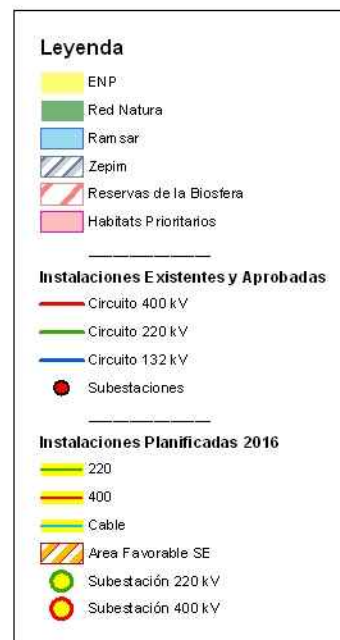 Leyenda
ENP
Red Natura
Ramsar
Zepim
Reservas de la Biosfera
Habitats Prioritarios
Instalaciones Existentes y Aprobadas
Circuito 400 kV
Circuito 220 kV
Circuito 132 kV
Subestaciones
Instalaciones Planificadas 2016
220
400
Cable
Area Favorable SE
Subestación 220 kV
Subestación 400 kV